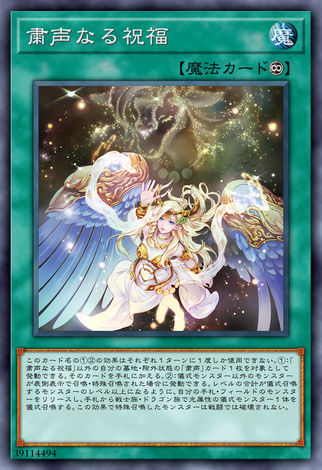 粛声なる祝福
魔
【魔法カード】
このカード名の①②の効果はそれぞれ1ターンに1度しか使用できない。①:「
粛声なる祝福」以外の自分の墓地・除外状態の「粛声」カード1枚を対象として
発動できる。そのカードを手札に加える。②:儀式モンスター以外のモンスター
が表側表示で召喚・特殊召喚された場合に発動できる。レベルの合計が儀式召喚
するモンスターのレベル以上になるように、自分の手札・フィールドのモンスター
をリリースし、手札から戦士族・ドラゴン族で光属性の儀式モンスター1体を
儀式召喚する。この効果で特殊召喚したモンスターは戦闘では破壊されない。
39114494